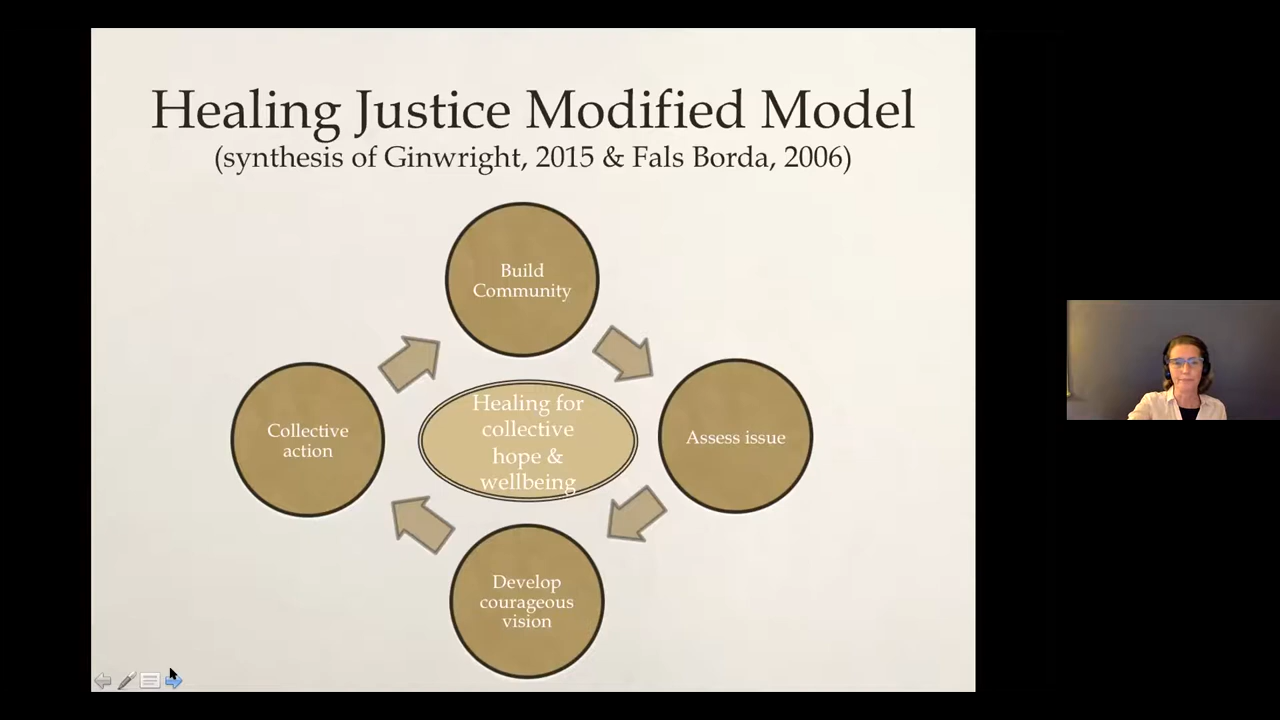 Healing Justice Modified Model
(synthesis of Ginwright, 2015 & Fals Borda, 2006)
Build
Community
Healing for
collective
hope &
wellbeing
Collective
action
Assess issue
Develop
courageous
vision